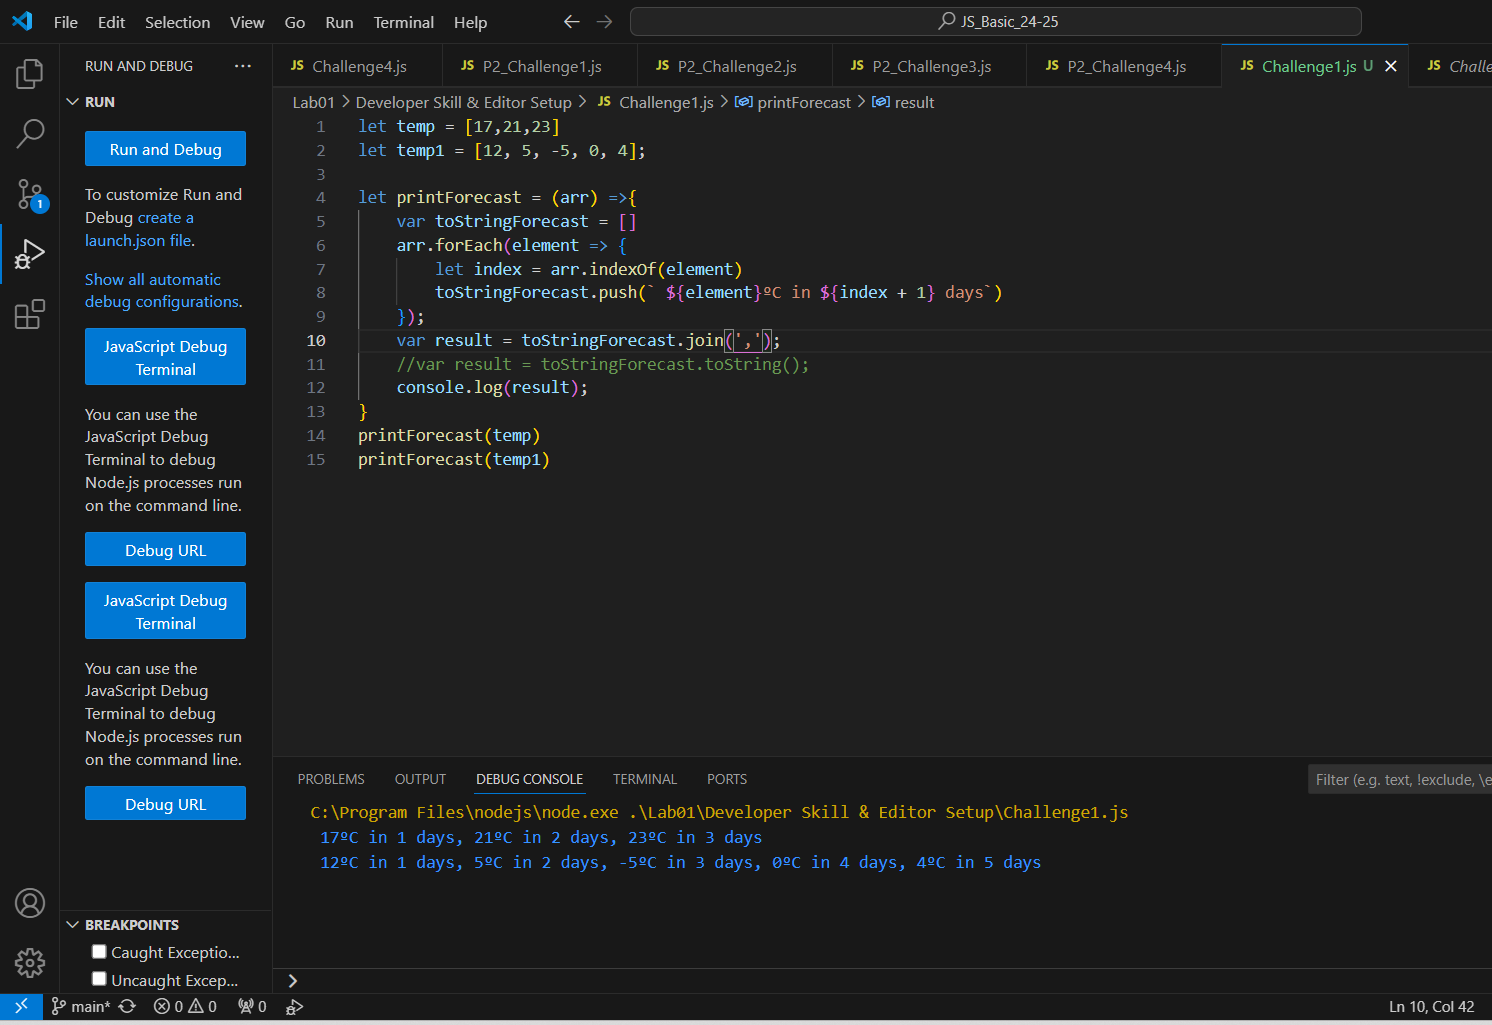 File Edit Selection View Go Run Terminal Help JS_Basic_24-25
RUN AND DEBUG ...
JS Challenge4.js JS P2_Challenge1.js JS P2_Challenge2.js JS P2_Challenge3.js JS P2_Challenge4.js JS Challenge1.js U JS Challe
RUN
Run and Debug
To customize Run and
Debug create a
launch.json file.
Show all automatic
debug configurations.
JavaScript Debug
Terminal
You can use the
JavaScript Debug
Terminal to debug
Node.js processes run
on the command line.
Debug URL
JavaScript Debug
Terminal
You can use the
JavaScript Debug
Terminal to debug
Node.js processes run
on the command line.
Debug URL
BREAKPOINTS
Caught Exceptio...
Uncaught Excep...
Lab01 > Developer Skill & Editor Setup > JS Challenge1.js > printForecast > result
1 let temp = [17,21,23]
2 let temp1 = [12, 5, -5, 0, 4];
3
4 let printForecast = (arr) =>{
5 var toStringForecast = []
6 arr.forEach(element => {
7 let index = arr.indexOf(element)
8 toStringForecast.push(` ${element}ºC in ${index + 1} days`)
9 });
10 var result = toStringForecast.join(',');
11 //var result = toStringForecast.toString();
12 console.log(result);
13 }
14 printForecast(temp)
15 printForecast(temp1)
PROBLEMS OUTPUT DEBUG CONSOLE TERMINAL PORTS Filter (e.g. text, !exclude, \e
C:\Program Files\nodejs\node.exe .\Lab01\Developer Skill & Editor Setup\Challenge1.js
17ºC in 1 days, 21ºC in 2 days, 23ºC in 3 days
12ºC in 1 days, 5ºC in 2 days, -5ºC in 3 days, 0ºC in 4 days, 4ºC in 5 days
1
main* 0 0 0 Ln 10, Col 42